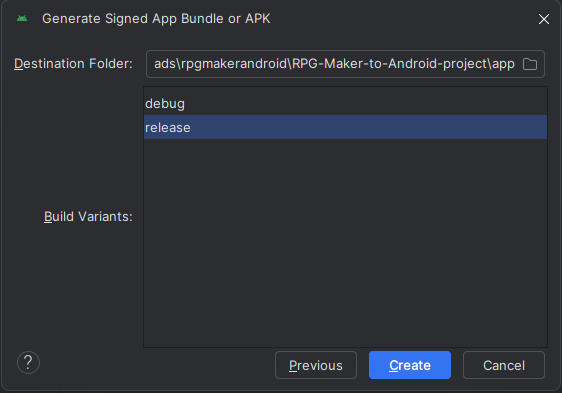 Generate Signed App Bundle or APK
Destination Folder: ads\rpgmakerandroid\RPG-Maker-to-Android-project\app
debug
release
Build Variants:
? Previous Create Cancel